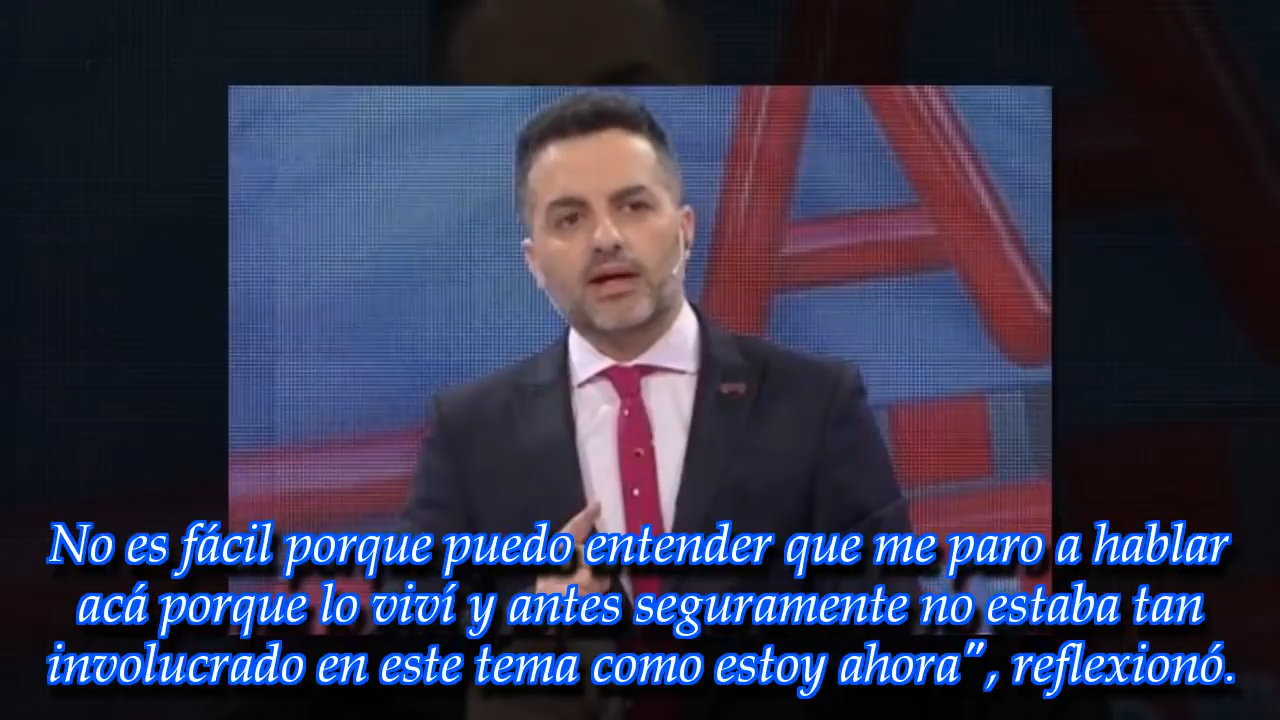 No es fácil porque puedo entender que me paro a hablar
acá porque lo viví y antes seguramente no estaba tan
involucrado en este tema como estoy ahora”, reflexionó.